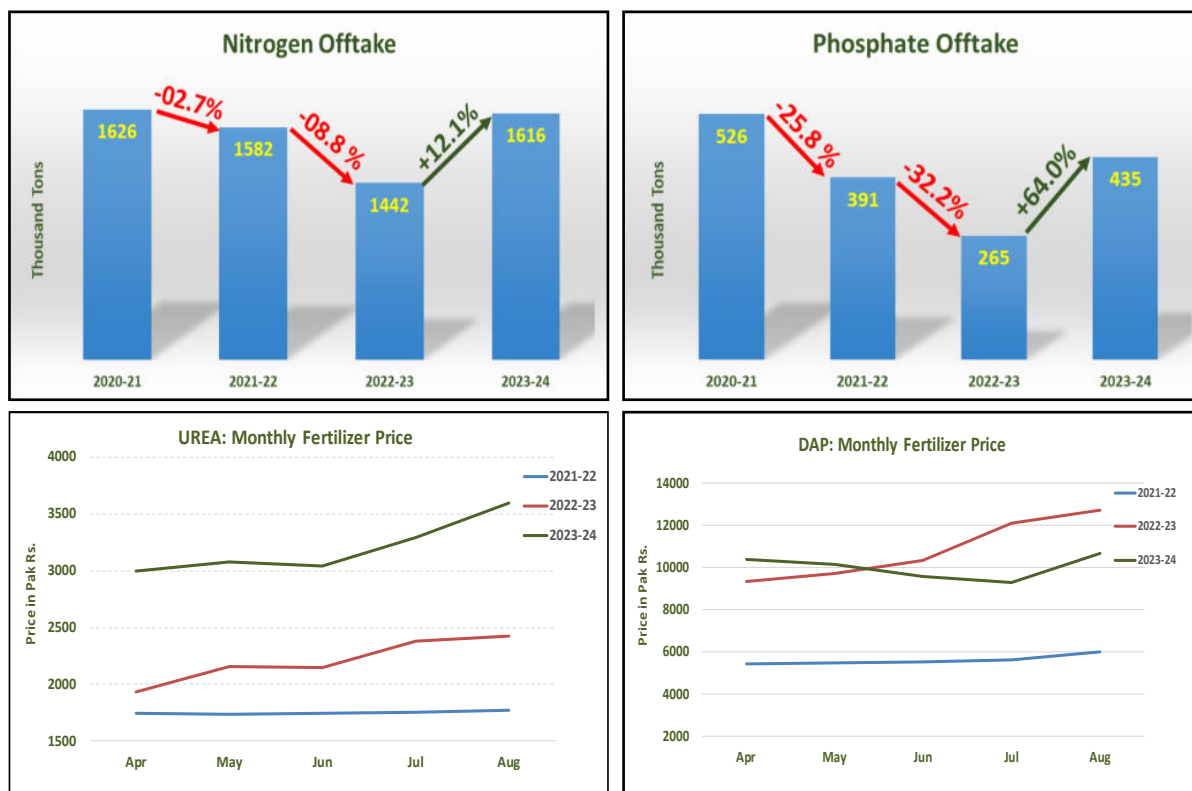 Nitrogen Offtake
Thousand Tons
1626
-02.7%
1582
-08.8 %
1442
+12.1%
1616
2020-21
2021-22
2022-23
2023-24
Phosphate Offtake
Thousand Tons
526
-25.8 %
391
-32.2%
265
+64.0%
435
2020-21
2021-22
2022-23
2023-24
UREA: Monthly Fertilizer Price
Price in Pak Rs.
4000
3500
3000
2500
2000
1500
Apr
May
Jun
Jul
Aug
2021-22
2022-23
2023-24
DAP: Monthly Fertilizer Price
Price in Pak Rs.
14000
12000
10000
8000
6000
4000
2000
Apr
May
Jun
Jul
Aug
2021-22
2022-23
2023-24